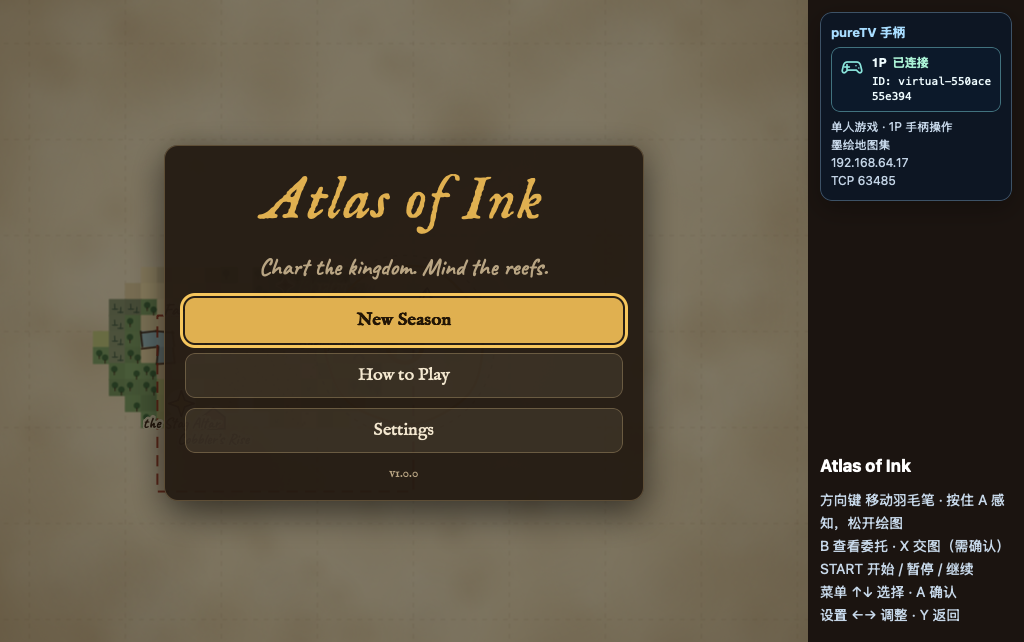 Atlas of Ink
Chart the kingdom. Mind the reefs.
New Season
How to Play
Settings
v1.0.0
the
pureTV 手柄
1P 已连接
ID: virtual-550ace
55e394
单人游戏 · 1P 手柄操作
墨绘地图集
192.168.64.17
TCP 63485
Atlas of Ink
方向键 移动羽毛笔 · 按住 A 感
知，松开绘图
B 查看委托 · X 交图（需确认）
START 开始 / 暂停 / 继续
菜单 ↑↓ 选择 · A 确认
设置 ←→ 调整 · Y 返回